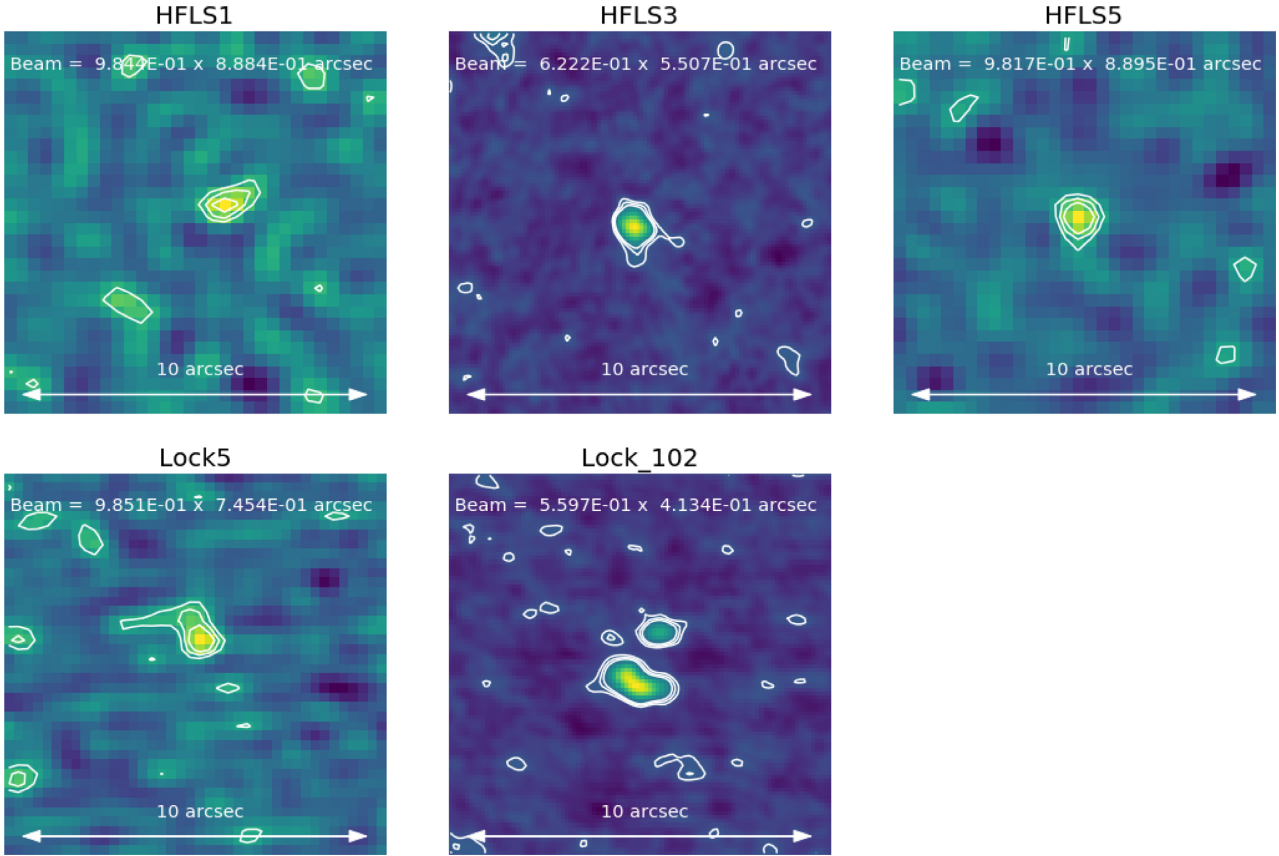 HFLS1
Beam = 9.844E-01 x 8.884E-01 arcsec
10 arcsec
HFLS3
Beam = 6.222E-01 x 5.507E-01 arcsec
10 arcsec
HFLS5
Beam = 9.817E-01 x 8.895E-01 arcsec
10 arcsec
Lock5
Beam = 9.851E-01 x 7.454E-01 arcsec
10 arcsec
Lock_102
Beam = 5.597E-01 x 4.134E-01 arcsec
10 arcsec